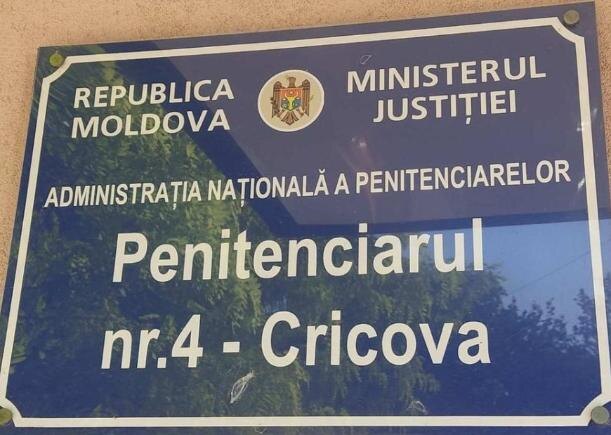 REPUBLICA
MOLDOVA
MINISTERUL
JUSTIȚIEI
ADMINISTRAȚIA NAȚIONALĂ A PENITENCIARELOR
Penitenciarul
nr.4 - Cricova